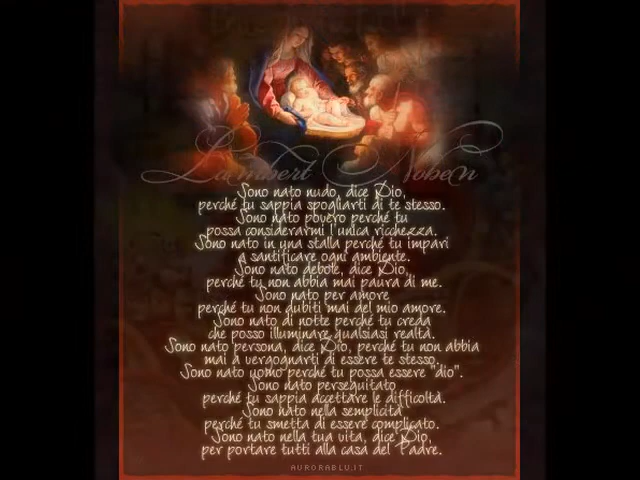 Lambert Noben
Sono nato nudo, dice Dio,
perché tu sappia spogliarti di te stesso.
Sono nato povero perché tu
possa considerarmi l'unica ricchezza.
Sono nato in una stalla perché tu impari
a santificare ogni ambiente.
Sono nato debole, dice Dio,
perché tu non abbia mai paura di me.
Sono nato per amore
perché tu non dubiti mai del mio amore.
Sono nato di notte perché tu creda
che posso illuminare qualsiasi realtà.
Sono nato persona, dice Dio, perché tu non abbia
mai a vergognarti di essere te stesso.
Sono nato uomo perché tu possa essere "dio".
Sono nato perseguitato
perché tu sappia accettare le difficoltà.
Sono nato nella semplicità
perché tu smetta di essere complicato.
Sono nato nella tua vita, dice Dio,
per portare tutti alla casa del Padre.
AURORABLU.IT